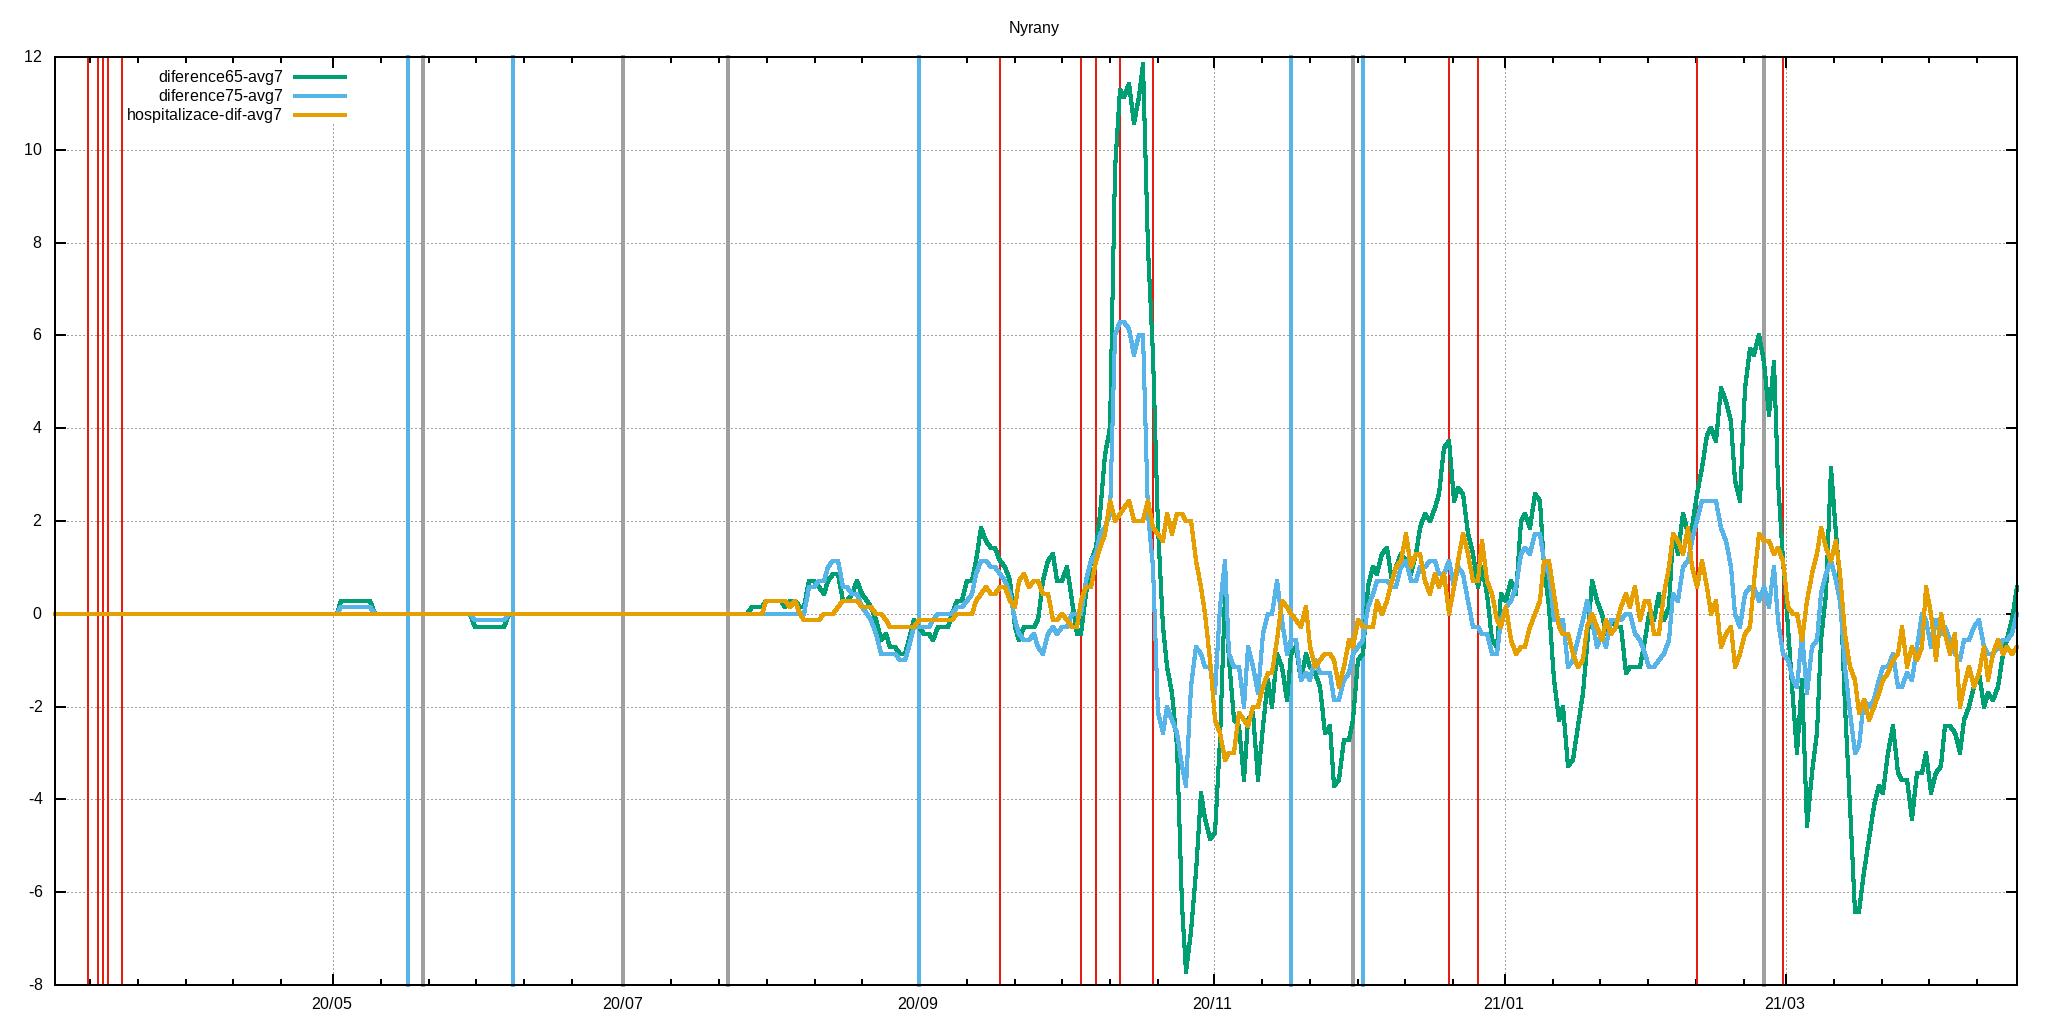 Nyrany
diference65-avg7
diference75-avg7
hospitalizace-dif-avg7
12
10
8
6
4
2
0
-2
-4
-6
-8
20/05 20/07 20/09 20/11 21/01 21/03